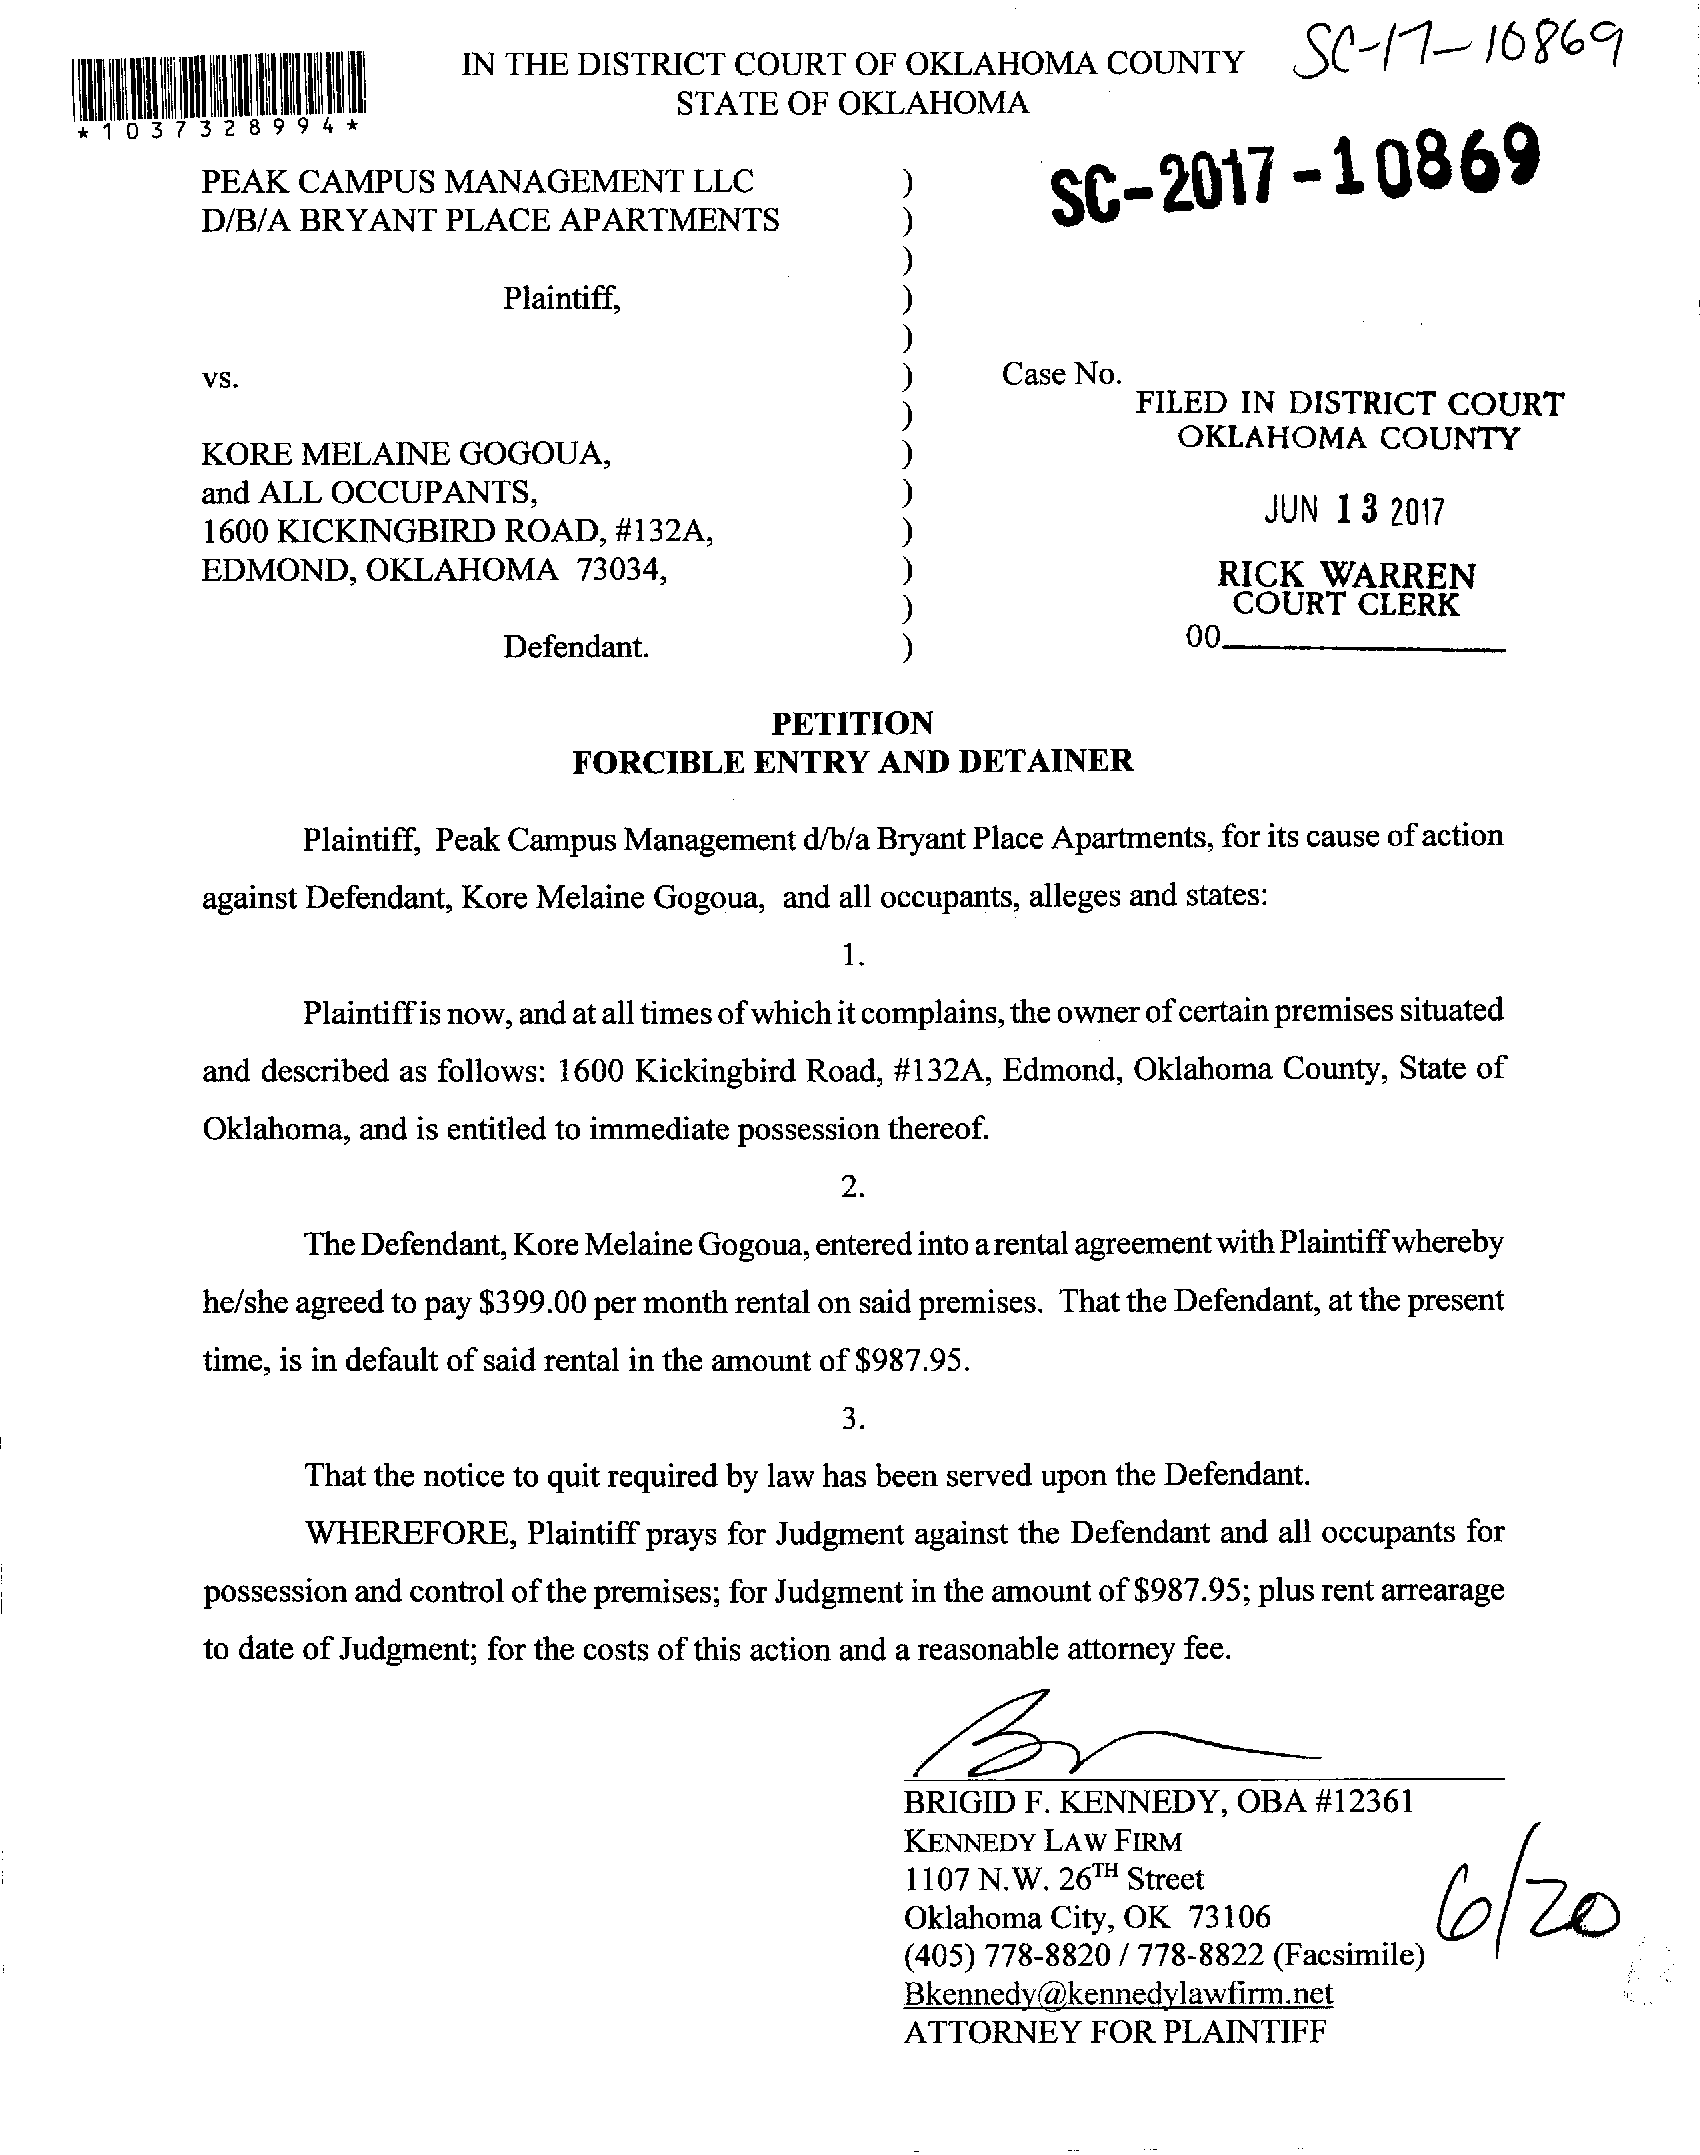 IN THE DISTRICT COURT OF OKLAHOMA COUNTY
STATE OF OKLAHOMA
SC-17-10869
*1037328994*
SC-2017-10869
PEAK CAMPUS MANAGEMENT LLC )
D/B/A BRYANT PLACE APARTMENTS )
)
Plaintiff, )
)
vs. ) Case No.
)
KORE MELAINE GOGOUA, )
and ALL OCCUPANTS, )
1600 KICKINGBIRD ROAD, #132A, )
EDMOND, OKLAHOMA 73034, )
)
Defendant. )
FILED IN DISTRICT COURT
OKLAHOMA COUNTY
JUN 13 2017
RICK WARREN
COURT CLERK
00
PETITION
FORCIBLE ENTRY AND DETAINER
Plaintiff, Peak Campus Management d/b/a Bryant Place Apartments, for its cause of action
against Defendant, Kore Melaine Gogoua, and all occupants, alleges and states:
1.
Plaintiff is now, and at all times of which it complains, the owner of certain premises situated
and described as follows: 1600 Kickingbird Road, #132A, Edmond, Oklahoma County, State of
Oklahoma, and is entitled to immediate possession thereof.
2.
The Defendant, Kore Melaine Gogoua, entered into a rental agreement with Plaintiff whereby
he/she agreed to pay $399.00 per month rental on said premises. That the Defendant, at the present
time, is in default of said rental in the amount of $987.95.
3.
That the notice to quit required by law has been served upon the Defendant.
WHEREFORE, Plaintiff prays for Judgment against the Defendant and all occupants for
possession and control of the premises; for Judgment in the amount of $987.95; plus rent arrearage
to date of Judgment; for the costs of this action and a reasonable attorney fee.
BRIGID F. KENNEDY, OBA #12361
KENNEDY LAW FIRM
1107 N.W. 26TH Street
Oklahoma City, OK 73106
(405) 778-8820 / 778-8822 (Facsimile)
Bkennedy@kennedylawfirm.net
ATTORNEY FOR PLAINTIFF
6/20